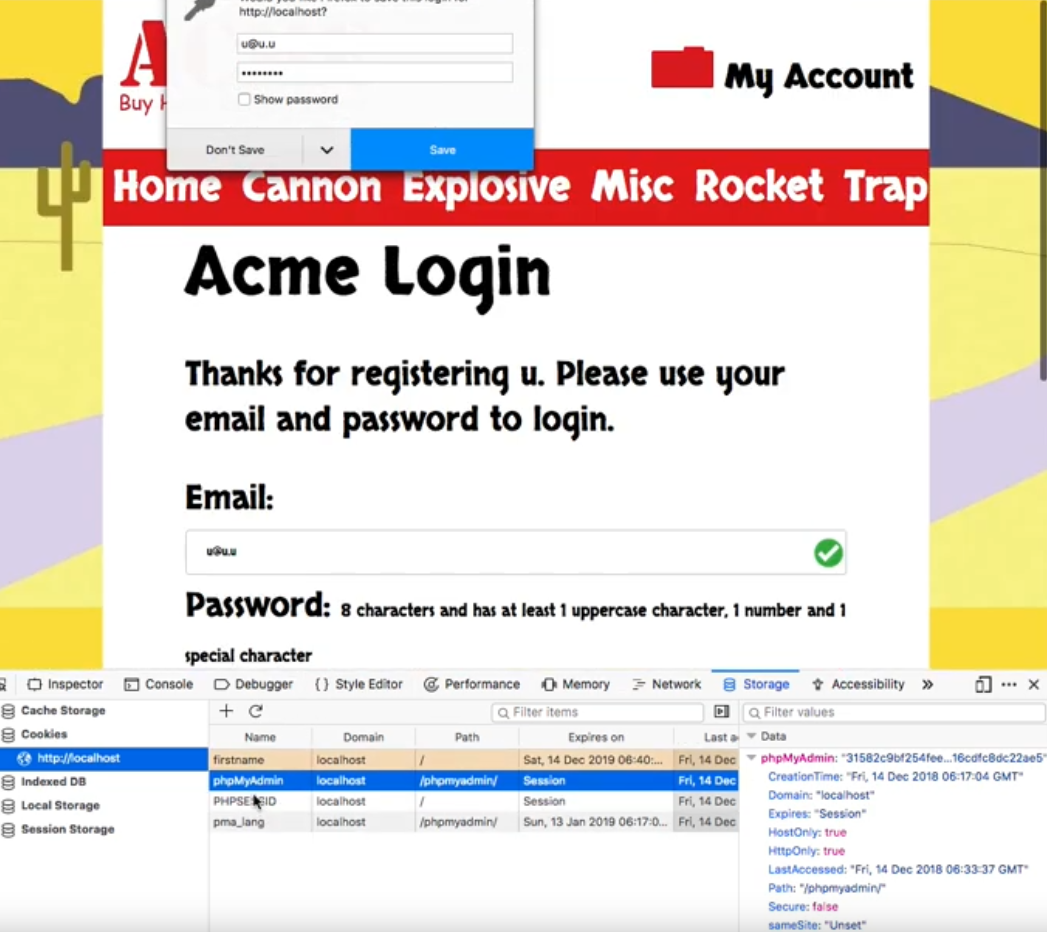 http://localhost?
u@u.u
••••••••
Show password
Don't Save
Save
Buy
My Account
Home Cannon Explosive Misc Rocket Trap
Acme Login
Thanks for registering u. Please use your
email and password to login.
Email:
u@u.u
Password: 8 characters and has at least 1 uppercase character, 1 number and 1
special character
Inspector Console Debugger {} Style Editor Performance Memory Network Storage Accessibility
Cache Storage
Cookies
http://localhost
Indexed DB
Local Storage
Session Storage
Filter items
Name Domain Path Expires on Last a
firstname localhost / Sat, 14 Dec 2019 06:40:... Fri, 14 Dec
phpMyAdmin localhost /phpmyadmin/ Session Fri, 14 Dec
PHPSESSID localhost / Session Fri, 14 Dec
pma_lang localhost /phpmyadmin/ Sun, 13 Jan 2019 06:17:0... Fri, 14 Dec
Filter values
Data
phpMyAdmin: "31582c9bf254fee...16cdfc8dc22ae5"
CreationTime: "Fri, 14 Dec 2018 06:17:04 GMT"
Domain: "localhost"
Expires: "Session"
HostOnly: true
HttpOnly: true
LastAccessed: "Fri, 14 Dec 2018 06:33:37 GMT"
Path: "/phpmyadmin/"
Secure: false
sameSite: "Unset"